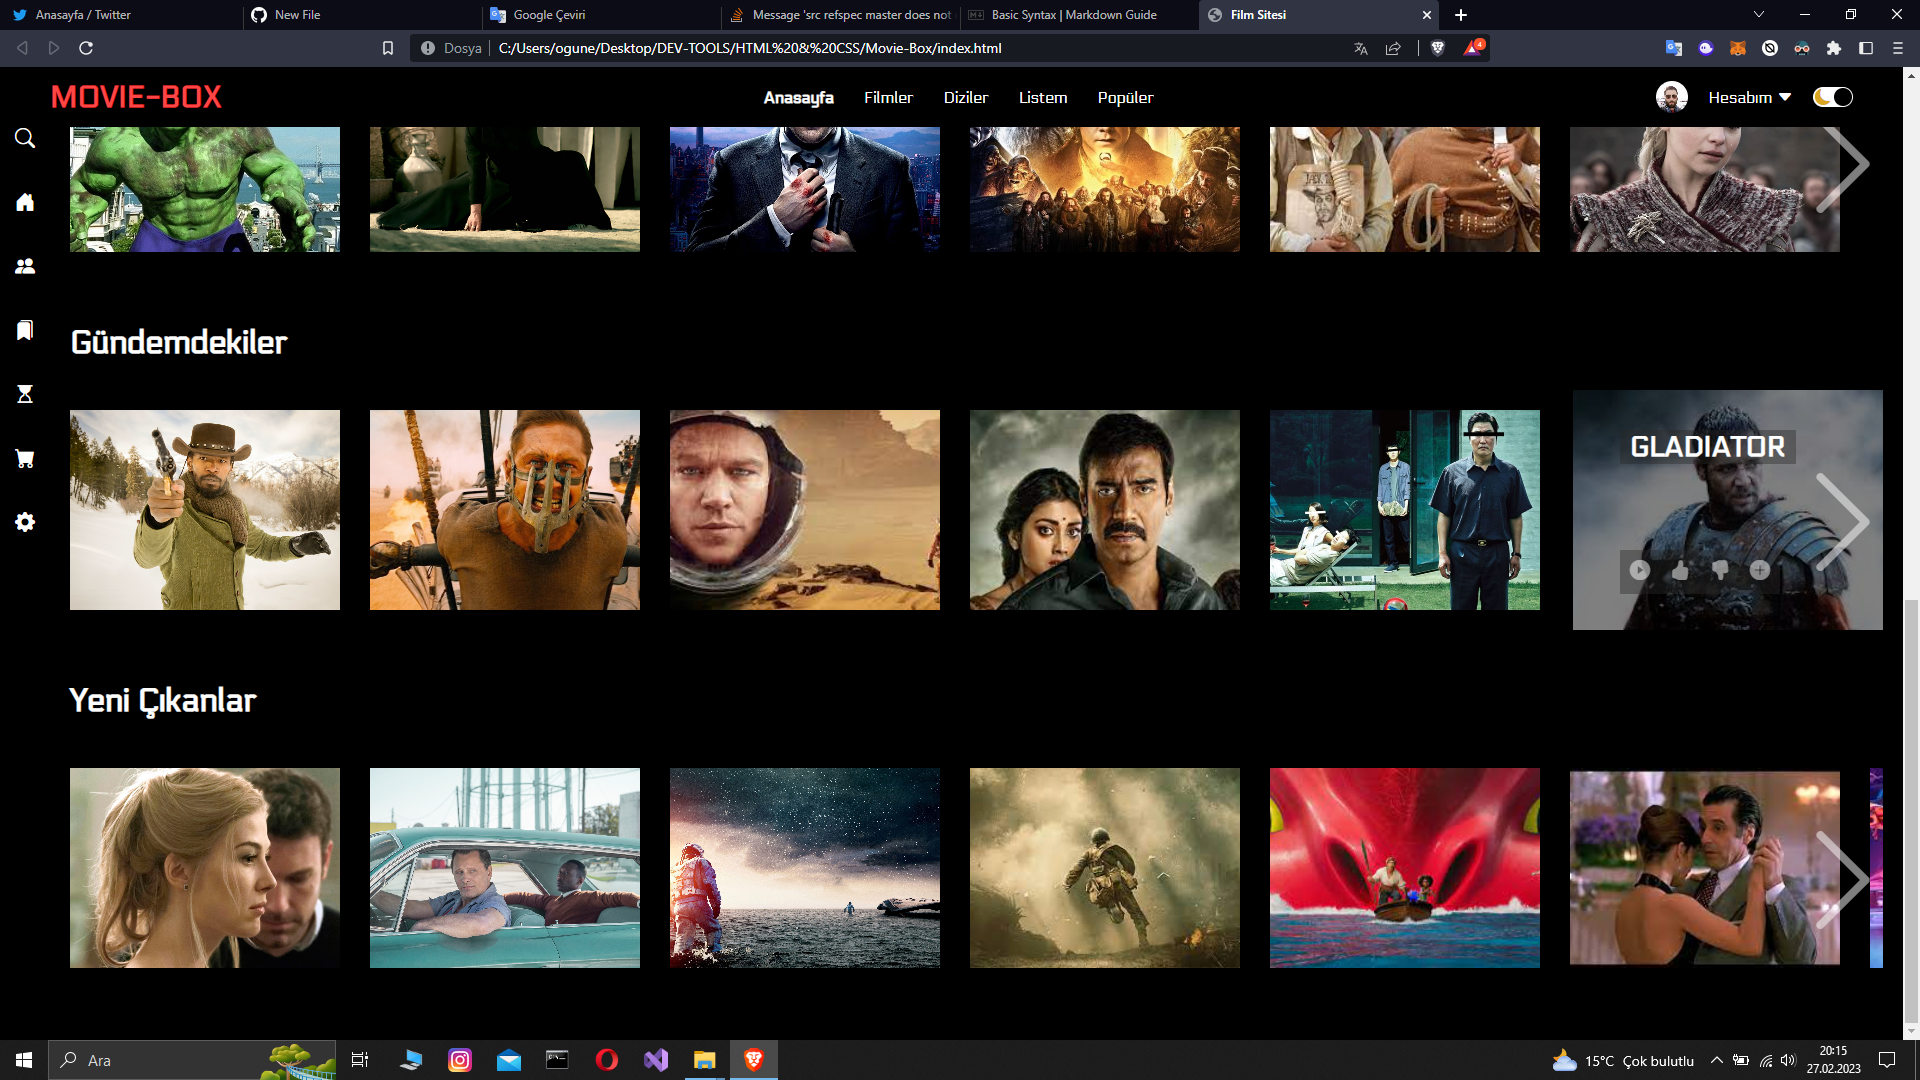 Anasayfa / Twitter
New File
Google Çeviri
Message 'src refspec master does not
Basic Syntax | Markdown Guide
Film Sitesi
Dosya
C:/Users/ogune/Desktop/DEV-TOOLS/HTML%20&%20CSS/Movie-Box/index.html
4
MOVIE-BOX
Anasayfa
Filmler
Diziler
Listem
Popüler
Hesabım
Gündemdekiler
GLADIATOR
Yeni Çıkanlar
Ara
15°C Çok bulutlu
20:15
27.02.2023